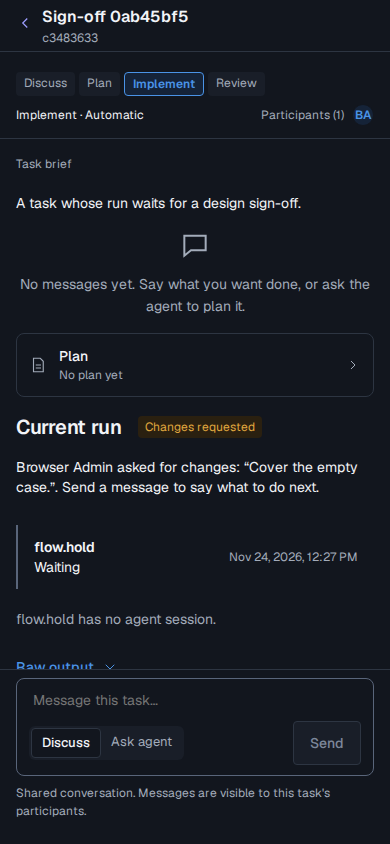 Sign-off 0ab45bf5
c3483633
Discuss
Plan
Implement
Review
Implement · Automatic
Participants (1)
BA
Task brief
A task whose run waits for a design sign-off.
No messages yet. Say what you want done, or ask the
agent to plan it.
Plan
No plan yet
Current run
Changes requested
Browser Admin asked for changes: “Cover the empty
case.”. Send a message to say what to do next.
flow.hold
Waiting
Nov 24, 2026, 12:27 PM
flow.hold has no agent session.
Raw output
Message this task...
Discuss
Ask agent
Send
Shared conversation. Messages are visible to this task's
participants.